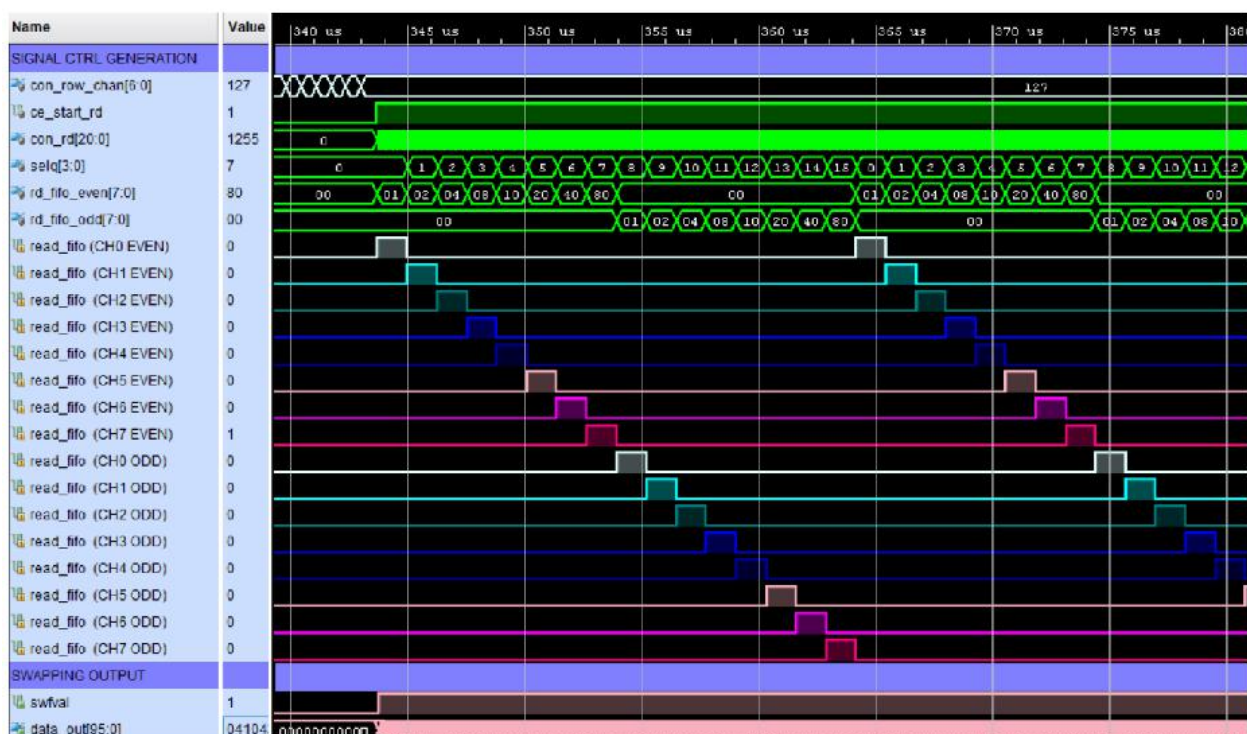 Name Value 340 us 345 us 350 us 355 us 360 us 365 us 370 us 375 us 380
SIGNAL CTRL GENERATION
con_row_chan[6:0] 127 127
ce_start_rd 1
con_rd[20:0] 1255 0
selq[3:0] 7 0 1 2 3 4 5 6 7 8 9 10 11 12 13 14 15 0 1 2 3 4 5 6 7 8 9 10 11 12
rd_fifo_even[7:0] 80 00 01 02 04 08 10 20 40 80 00 01 02 04 08 10 20 40 80 00
rd_fifo_odd[7:0] 00 00 01 02 04 08 10 20 40 80 00 01 02 04 08 10
read_fifo (CH0 EVEN) 0
read_fifo (CH1 EVEN) 0
read_fifo (CH2 EVEN) 0
read_fifo (CH3 EVEN) 0
read_fifo (CH4 EVEN) 0
read_fifo (CH5 EVEN) 0
read_fifo (CH6 EVEN) 0
read_fifo (CH7 EVEN) 1
read_fifo (CH0 ODD) 0
read_fifo (CH1 ODD) 0
read_fifo (CH2 ODD) 0
read_fifo (CH3 ODD) 0
read_fifo (CH4 ODD) 0
read_fifo (CH5 ODD) 0
read_fifo (CH6 ODD) 0
read_fifo (CH7 ODD) 0
SWAPPING OUTPUT
swfval 1
data_out[95:0] 04104